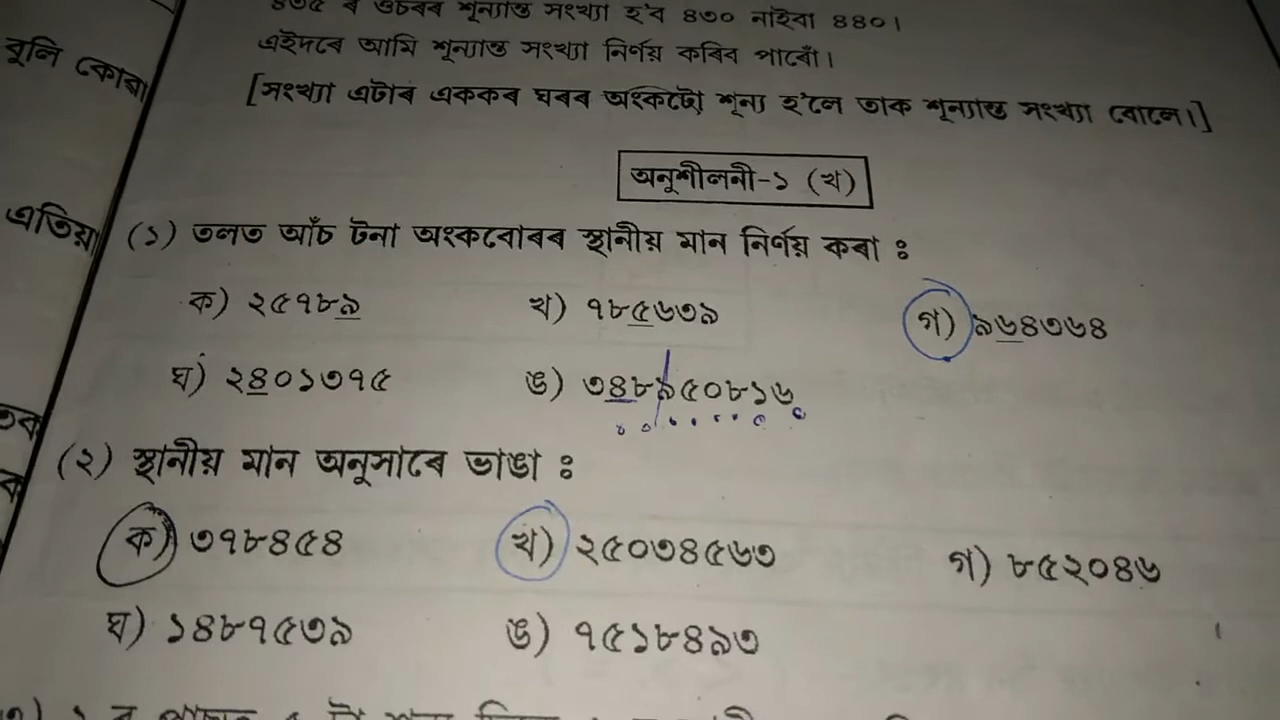 ৪৩৫ ৰ ওচৰৰ শূন্যান্ত সংখ্যা হ'ব ৪৩০ নাইবা ৪৪০।
বুলি কোৱা
এইদৰে আমি শূন্যান্ত সংখ্যা নিৰ্ণয় কৰিব পাৰোঁ।
[সংখ্যা এটাৰ এককৰ ঘৰৰ অংকটো শূন্য হ'লে তাক শূন্যান্ত সংখ্যা বোলে।]
অনুশীলনী-১ (খ)
এতিয়া
(১) তলত আঁচ টনা অংকবোৰৰ স্থানীয় মান নিৰ্ণয় কৰা :
ক) ২৫৭৮৯ খ) ৭৮৫৬৩৯ গ) ৯৬৪৩৬৪
ঘ) ২৪০১৩৭৫ ঙ) ৩৪৮৯৫০৮১৬
(২) স্থানীয় মান অনুসাৰে ভাঙা :
ক) ৩৭৮৪৫৪ খ) ২৫০৩৪৫৬৩ গ) ৮৫২০৪৬
ঘ) ১৪৮৭৫৩৯ ঙ) ৭৫১৮৪৯৩